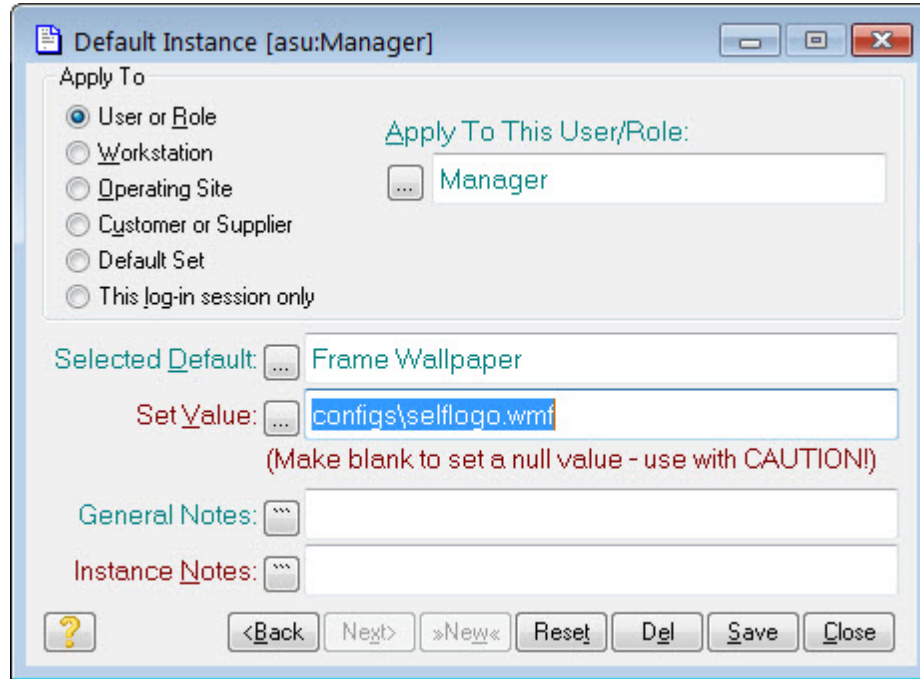 Default Instance [asu:Manager]
Apply To
User or Role
Workstation
Operating Site
Customer or Supplier
Default Set
This log-in session only
Apply To This User/Role:
... Manager
Selected Default: ... Frame Wallpaper
Set Value: ... configs\selflogo.wmf
(Make blank to set a null value - use with CAUTION!)
General Notes: ...
Instance Notes: ...
? <Back Next> »New« Reset Del Save Close